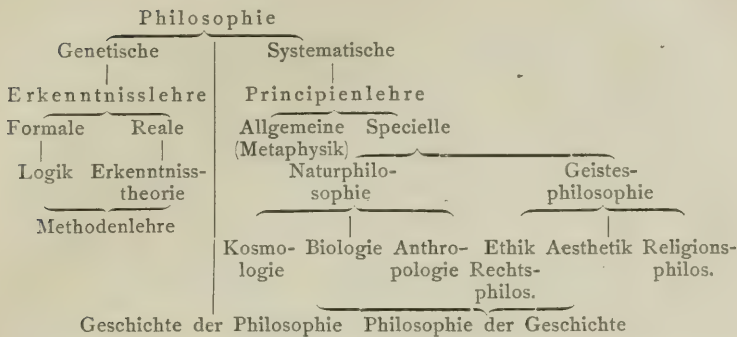 Philosophie
Genetische Systematische
Erkenntnisslehre Principienlehre
Formale Reale Allgemeine Specielle
(Metaphysik)
Logik Erkenntniss-
theorie
Naturphilo-
sophie
Geistes-
philosophie
Methodenlehre
Kosmo-
logie
Biologie
Anthro-
pologie
Ethik
Rechts-
philos.
Aesthetik
Religions-
philos.
Geschichte der Philosophie Philosophie der Geschichte